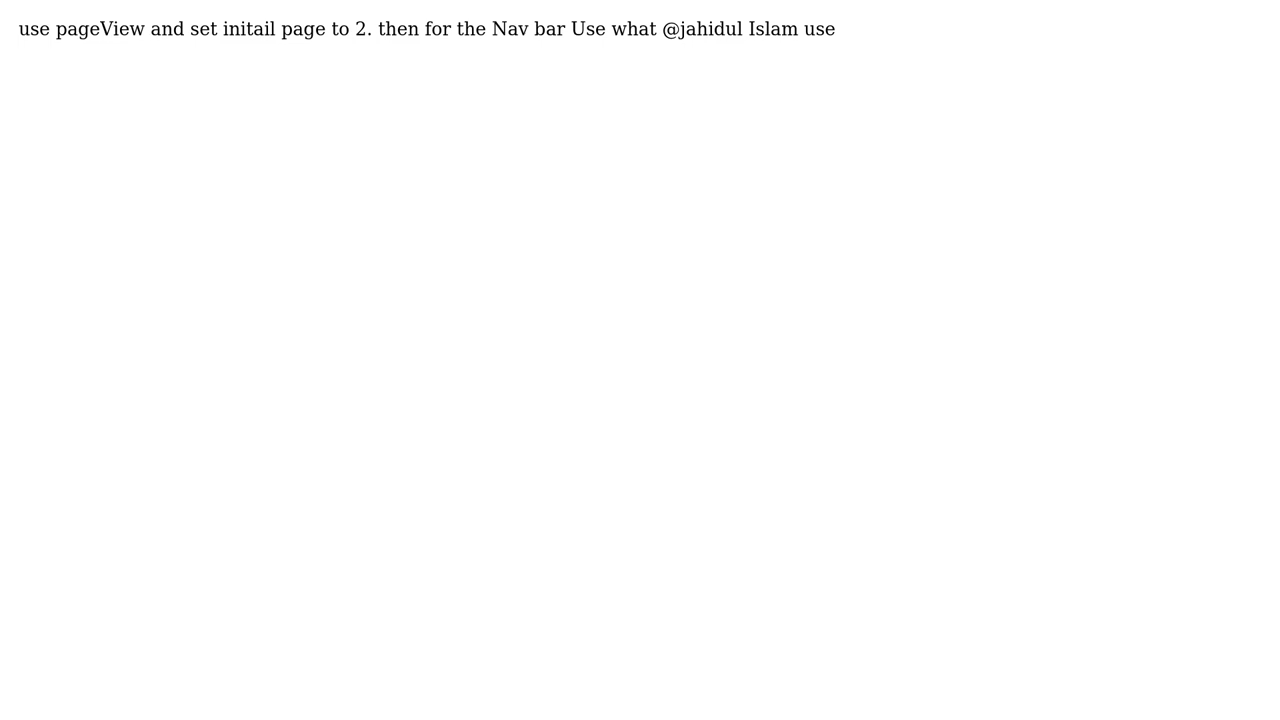 use pageView and set initail page to 2. then for the Nav bar Use what @jahidul Islam use